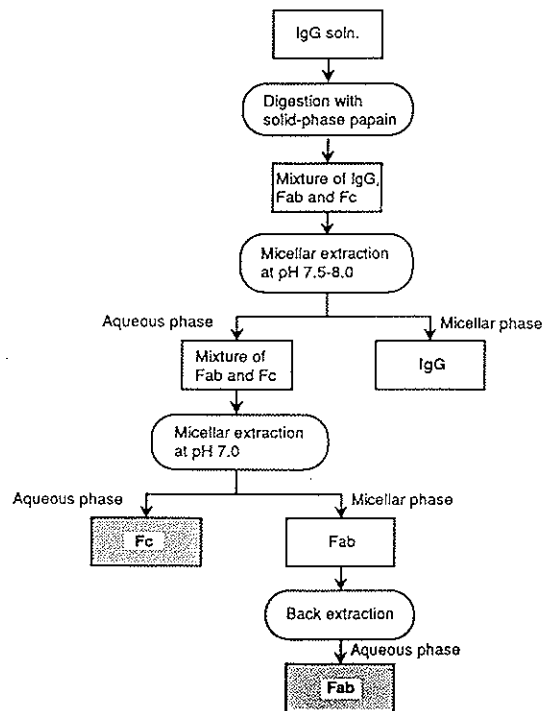 IgG soln.
Digestion with
solid-phase papain
Mixture of IgG,
Fab and Fc
Micellar extraction
at pH 7.5-8.0
Aqueous phase
Micellar phase
Mixture of
Fab and Fc
IgG
Micellar extraction
at pH 7.0
Aqueous phase
Micellar phase
Fc
Fab
Back extraction
Aqueous phase
Fab